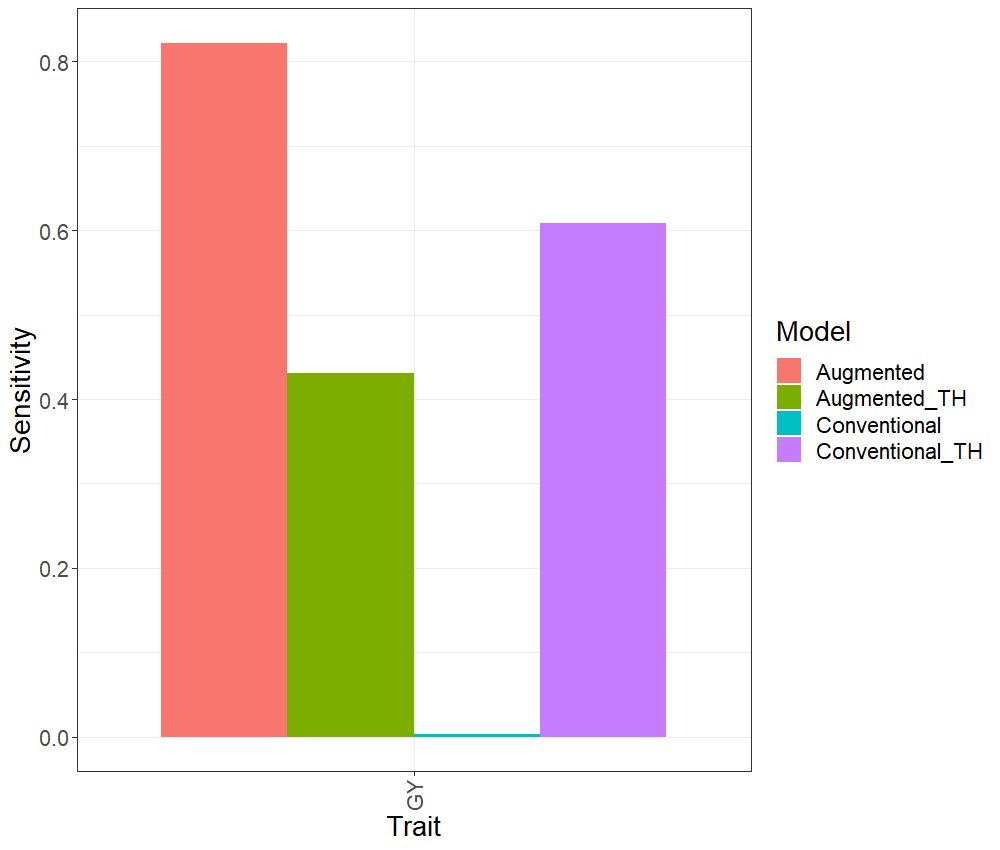 Sensitivity
0.8
0.6
0.4
0.2
0.0
GY
Trait
Model
Augmented
Augmented_TH
Conventional
Conventional_TH